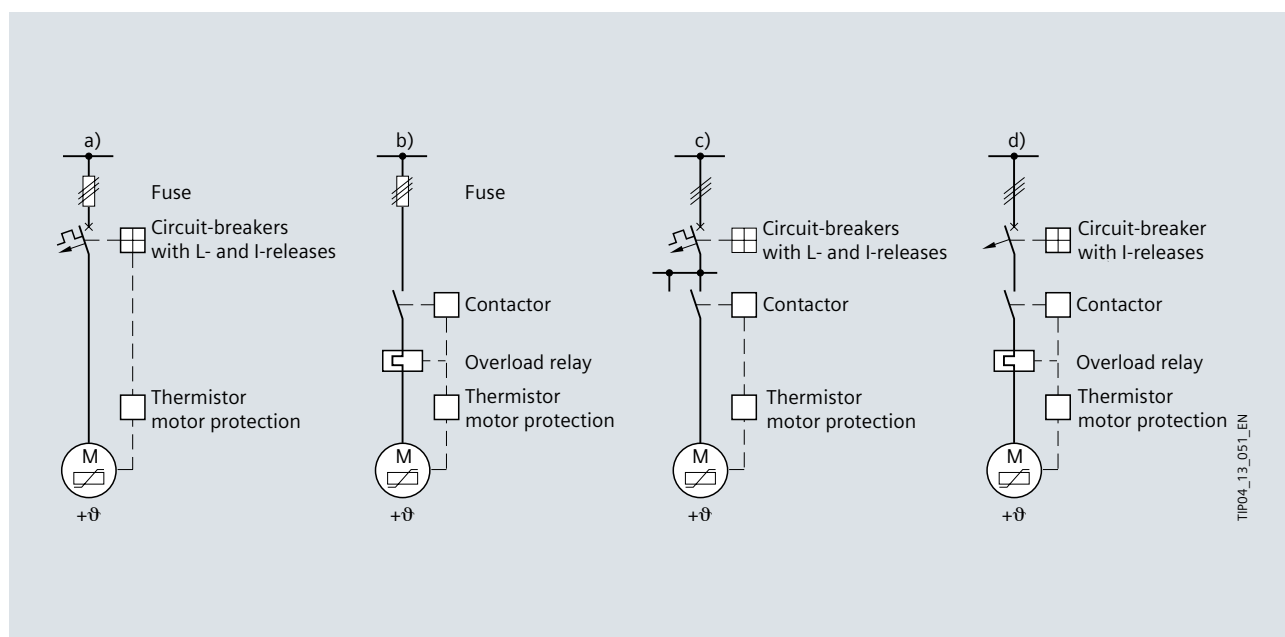 a)
Fuse
Circuit-breakers
with L- and I-releases
Thermistor
motor protection
M
+ϑ
b)
Fuse
Contactor
Overload relay
Thermistor
motor protection
M
+ϑ
c)
Circuit-breakers
with L- and I-releases
Contactor
Thermistor
motor protection
M
+ϑ
d)
Circuit-breaker
with I-releases
Contactor
Overload relay
Thermistor
motor protection
M
+ϑ
TIP04_13_051_EN